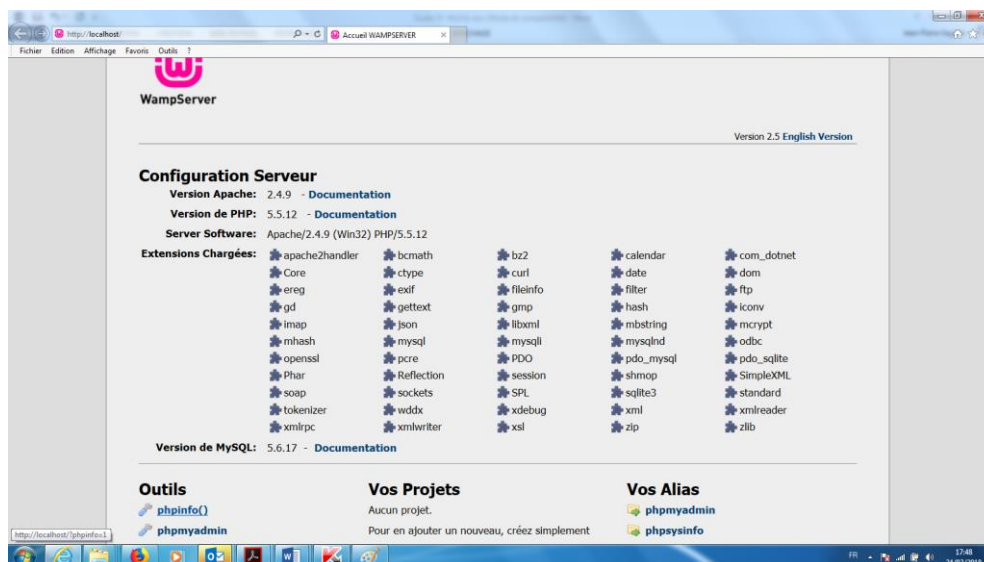 http://localhost/
Accueil WAMPSERVER
Fichier Edition Affichage Favoris Outils ?
WampServer
Version 2.5 English Version
Configuration Serveur
Version Apache: 2.4.9 - Documentation
Version de PHP: 5.5.12 - Documentation
Server Software: Apache/2.4.9 (Win32) PHP/5.5.12
Extensions Chargées: apache2handler bcmath bz2 calendar com_dotnet
Core ctype curl date dom
ereg exif fileinfo filter ftp
gd gettext gmp hash iconv
imap json libxml mbstring mcrypt
mhash mysql mysqli mysqlnd odbc
openssl pcre PDO pdo_mysql pdo_sqlite
Phar Reflection session shmop SimpleXML
soap sockets SPL sqlite3 standard
tokenizer wddx xdebug xml xmlreader
xmlrpc xmlwriter xsl zip zlib
Version de MySQL: 5.6.17 - Documentation
Outils Vos Projets Vos Alias
phpinfo() Aucun projet. phpmyadmin
phpmyadmin Pour en ajouter un nouveau, créez simplement phpsysinfo
http://localhost/?phpinfo=1
FR 17:48